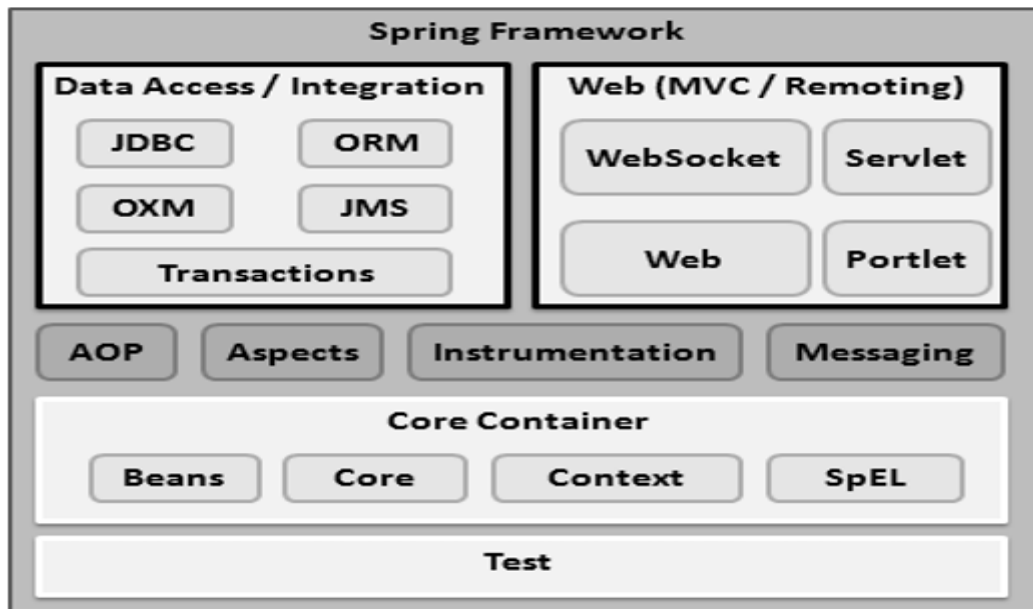 Spring Framework
Data Access / Integration
JDBC
ORM
OXM
JMS
Transactions
Web (MVC / Remoting)
WebSocket
Servlet
Web
Portlet
AOP
Aspects
Instrumentation
Messaging
Core Container
Beans
Core
Context
SpEL
Test